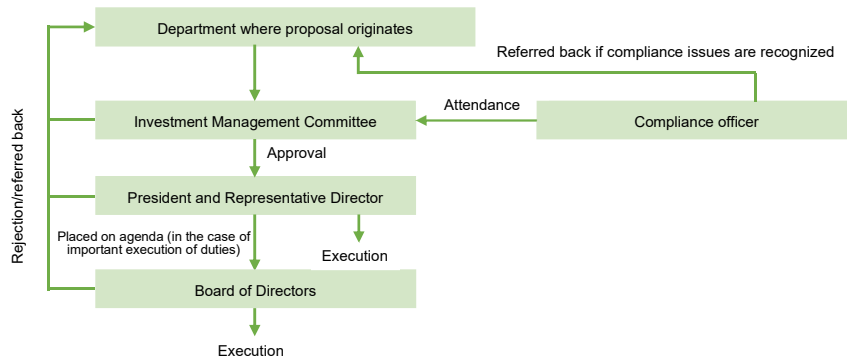 Department where proposal originates
Referred back if compliance issues are recognized
Rejection/referred back
Attendance
Investment Management Committee
Compliance officer
Approval
President and Representative Director
Placed on agenda (in the case of
important execution of duties)
Execution
Board of Directors
Execution